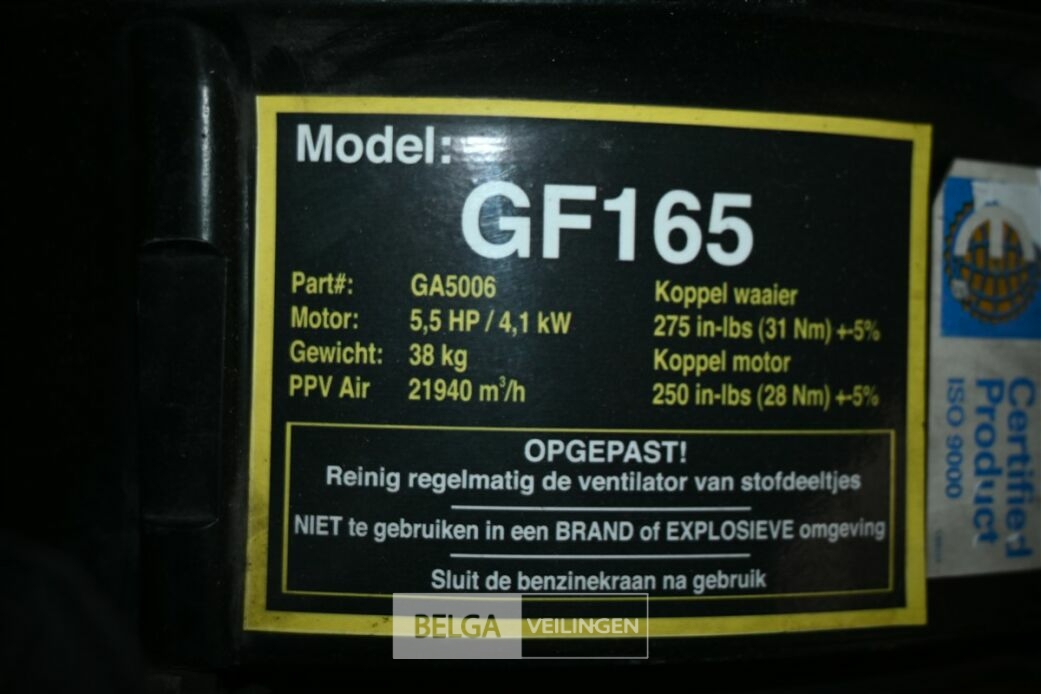 Model:
GF165
Part#: GA5006
Motor: 5,5 HP / 4,1 kW
Gewicht: 38 kg
PPV Air 21940 m³/h
Koppel waaier
275 in-lbs (31 Nm) +-5%
Koppel motor
250 in-lbs (28 Nm) +-5%
OPGEPAST!
Reinig regelmatig de ventilator van stofdeeltjes
NIET te gebruiken in een BRAND of EXPLOSIEVE omgeving
Sluit de benzinekraan na gebruik
Certified
Product
ISO 9000
BELGA VEILINGEN